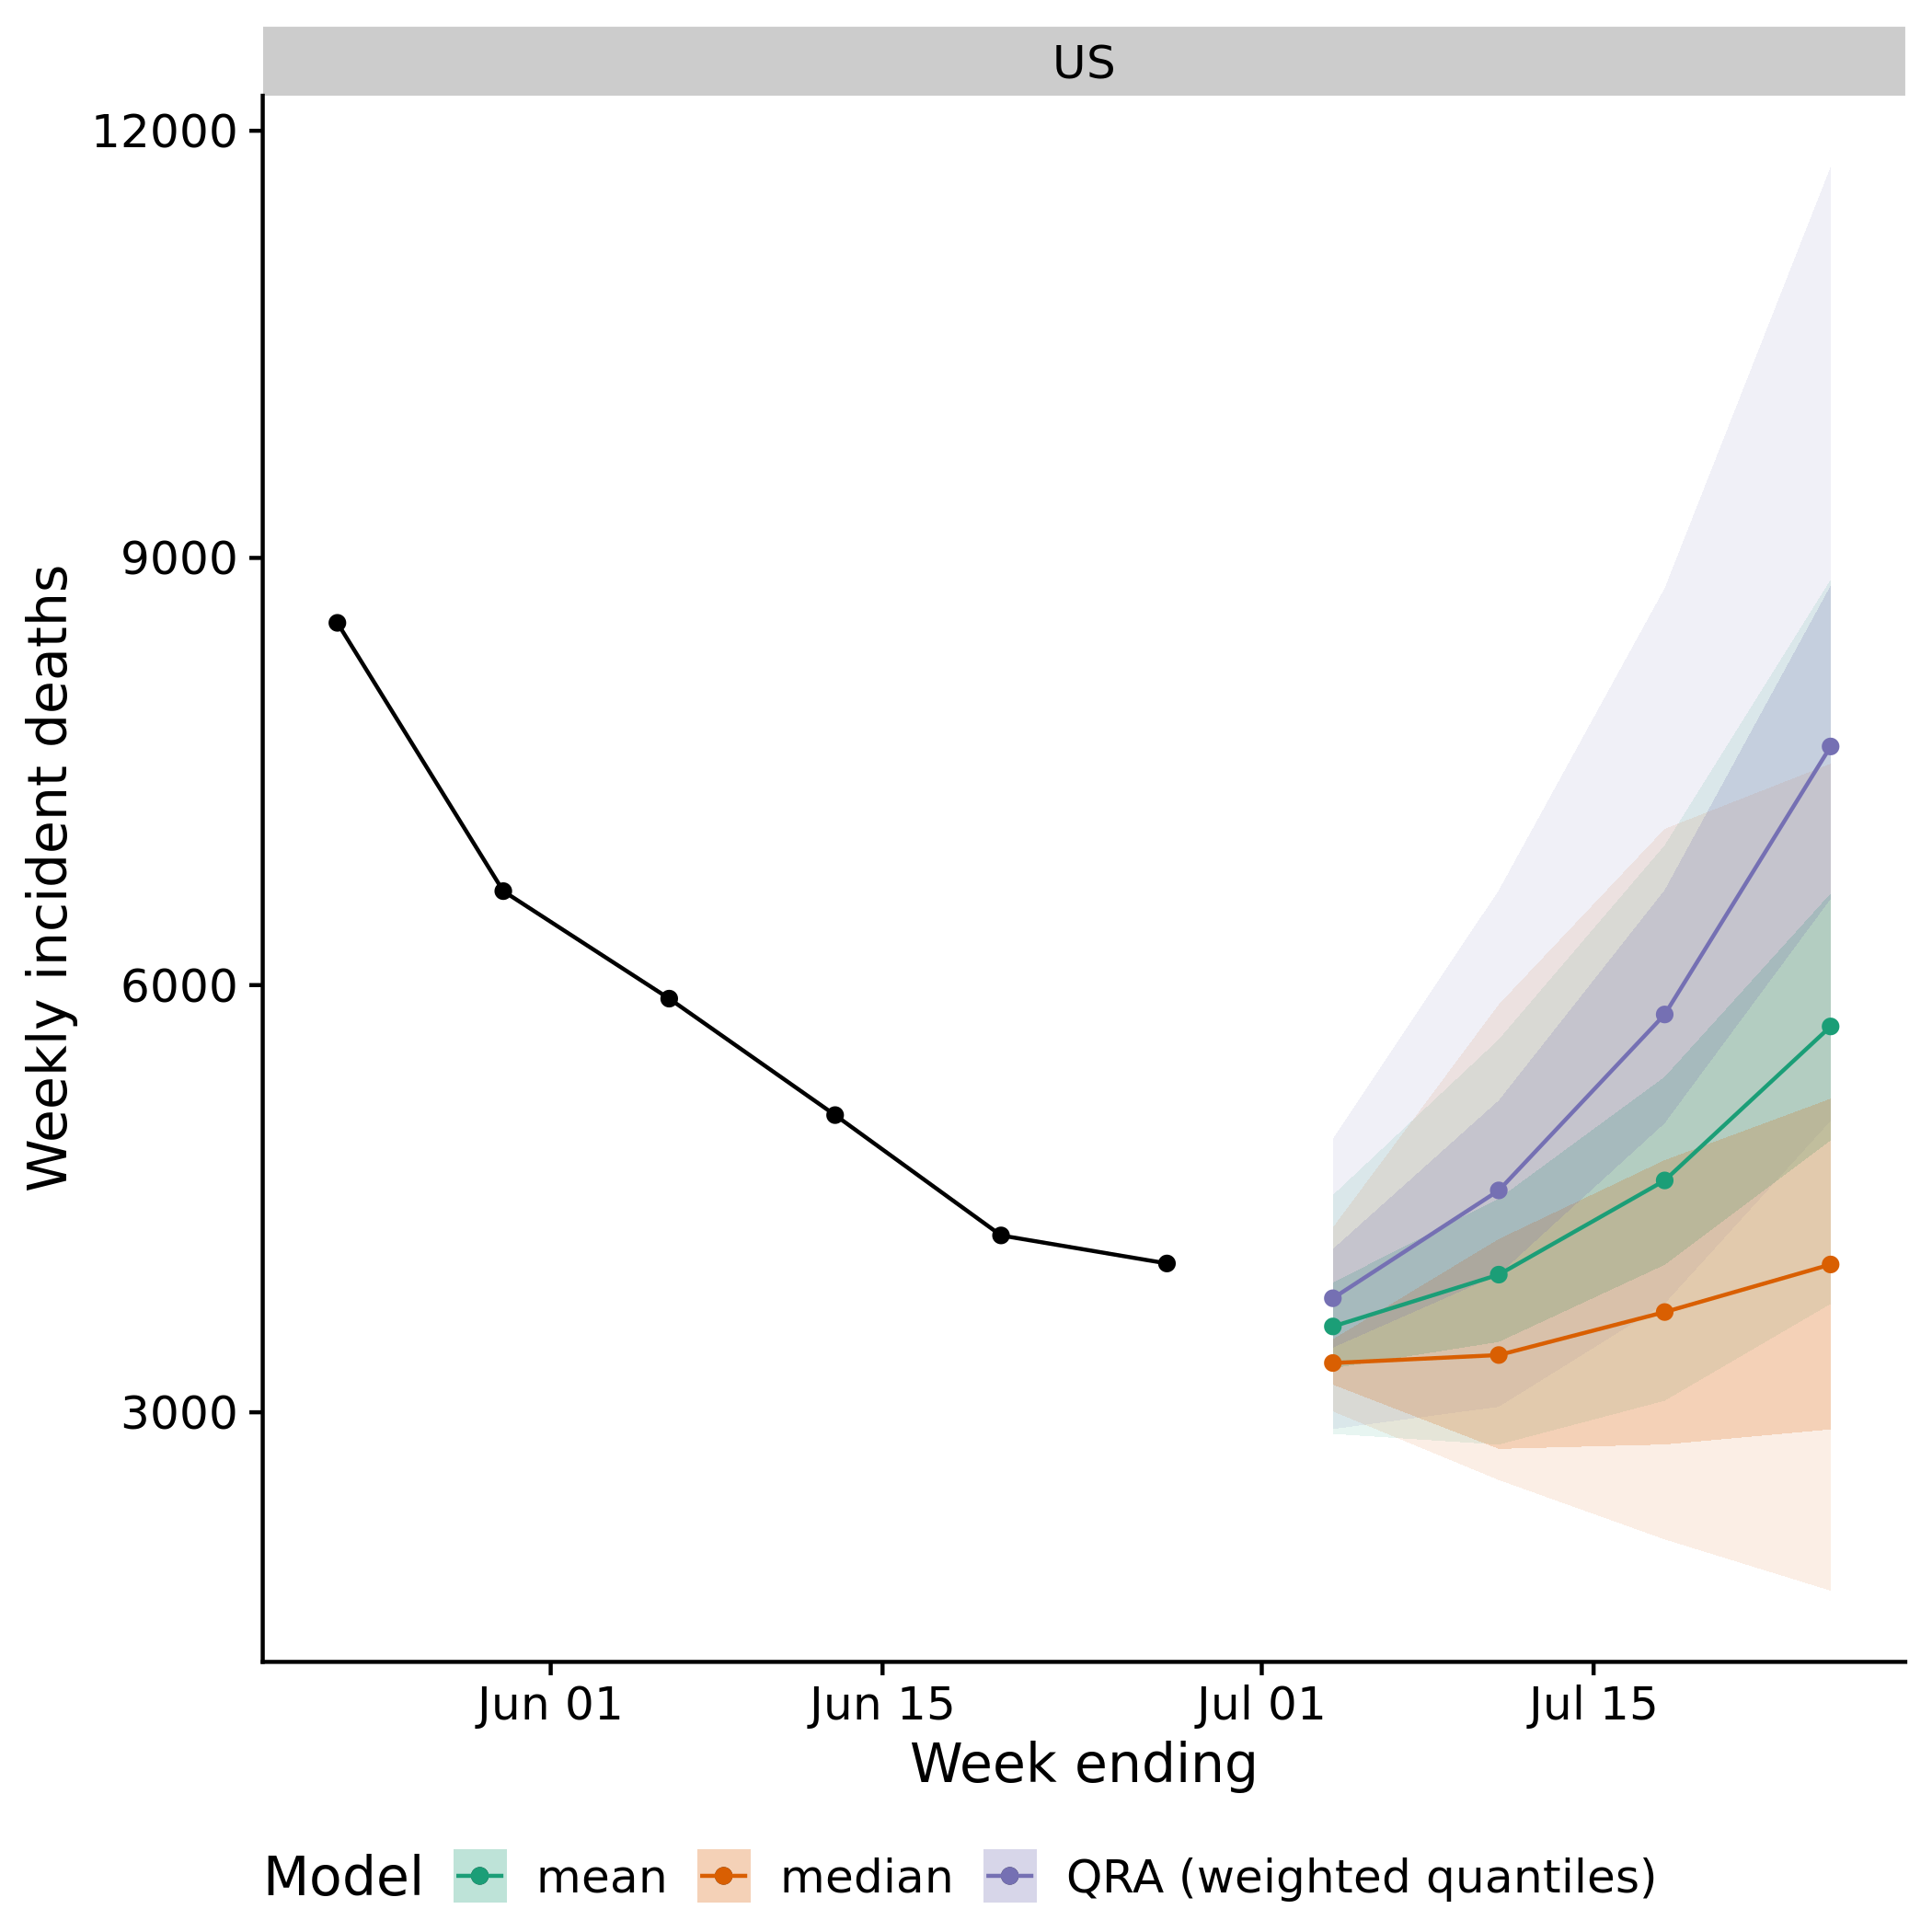 US
12000
9000
6000
3000
Weekly incident deaths
Jun 01 Jun 15 Jul 01 Jul 15
Week ending
Model mean median QRA (weighted quantiles)